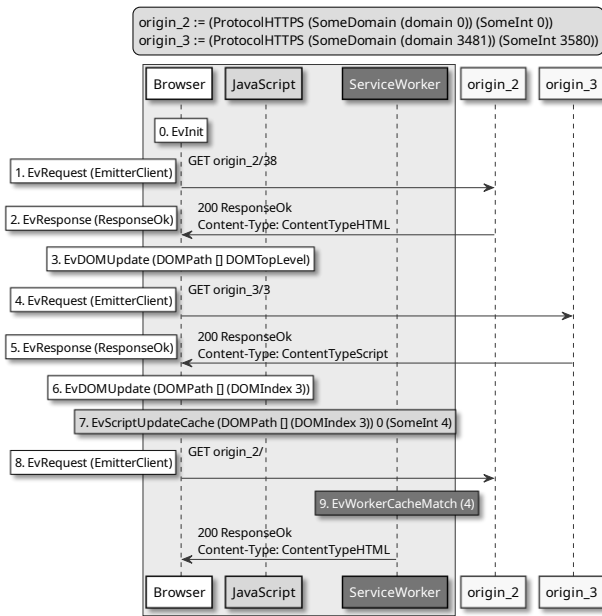 origin_2 := (ProtocolHTTPS (SomeDomain (domain 0)) (SomeInt 0))
origin_3 := (ProtocolHTTPS (SomeDomain (domain 3481)) (SomeInt 3580))
Browser JavaScript ServiceWorker origin_2 origin_3
0. EvInit
1. EvRequest (EmitterClient) GET origin_2/38
2. EvResponse (ResponseOk) 200 ResponseOk
Content-Type: ContentTypeHTML
3. EvDOMUpdate (DOMPath [] DOMTopLevel)
4. EvRequest (EmitterClient) GET origin_3/3
5. EvResponse (ResponseOk) 200 ResponseOk
Content-Type: ContentTypeScript
6. EvDOMUpdate (DOMPath [] (DOMIndex 3))
7. EvScriptUpdateCache (DOMPath [] (DOMIndex 3)) 0 (SomeInt 4)
8. EvRequest (EmitterClient) GET origin_2/
9. EvWorkerCacheMatch (4)
200 ResponseOk
Content-Type: ContentTypeHTML
Browser JavaScript ServiceWorker origin_2 origin_3